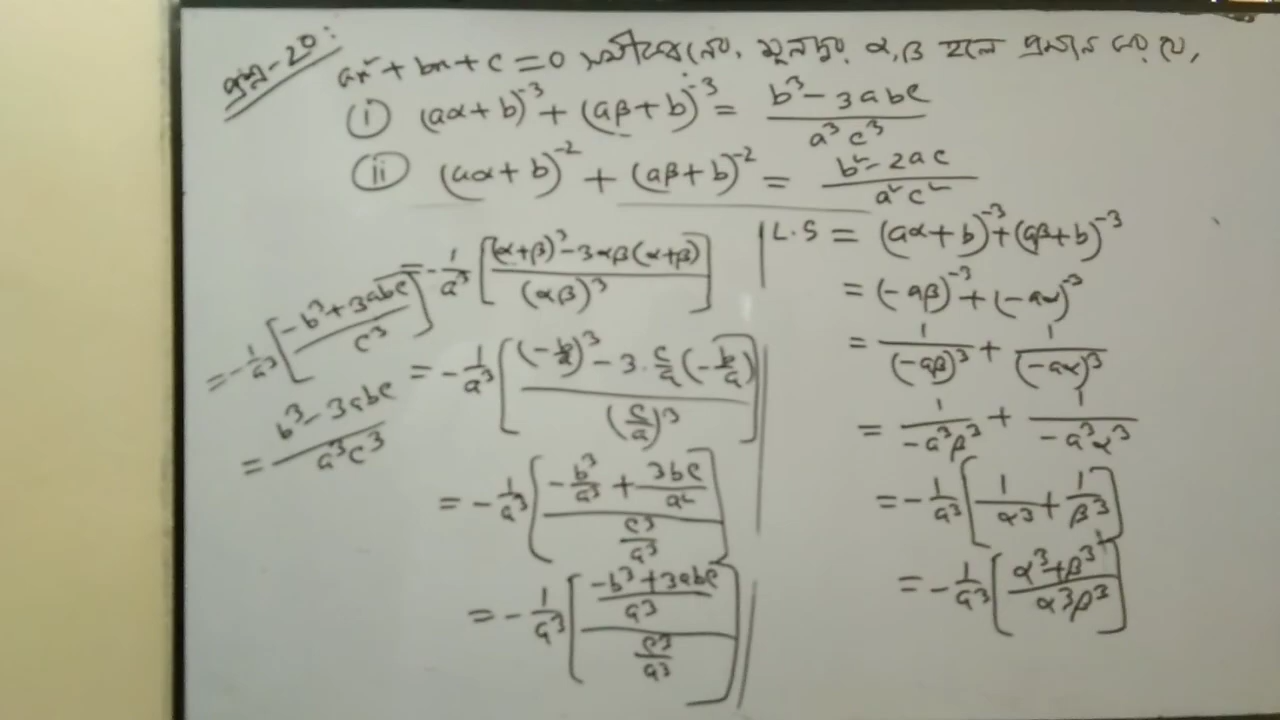 প্রশ্ন-20:
ax² + bx + c = 0 সমীকরণের মূলদ্বয় α, β হলে প্রমাণ কর যে,
(i) (aα + b)⁻³ + (aβ + b)⁻³ = (b³ - 3abc)/(a³c³)
(ii) (aα + b)⁻² + (aβ + b)⁻² = (b² - 2ac)/(a²c²)
L.S = (aα + b)⁻³ + (aβ + b)⁻³
= (-aβ)⁻³ + (-aα)⁻³
= 1/(-aβ)³ + 1/(-aα)³
= 1/(-a³β³) + 1/(-a³α³)
= -1/a³ [1/α³ + 1/β³]
= -1/a³ [(α³ + β³)/(α³β³)]
= -1/a³ [((α+β)³ - 3αβ(α+β))/(αβ)³]
= -1/a³ [((-b/a)³ - 3·c/a(-b/a))/(c/a)³]
= -1/a³ [(-b³/a³ + 3bc/a²)/(c³/a³)]
= -1/a³ [((-b³ + 3abc)/a³)/(c³/a³)]
= -1/a³ [(-b³ + 3abc)/c³]
= (b³ - 3abc)/(a³c³)